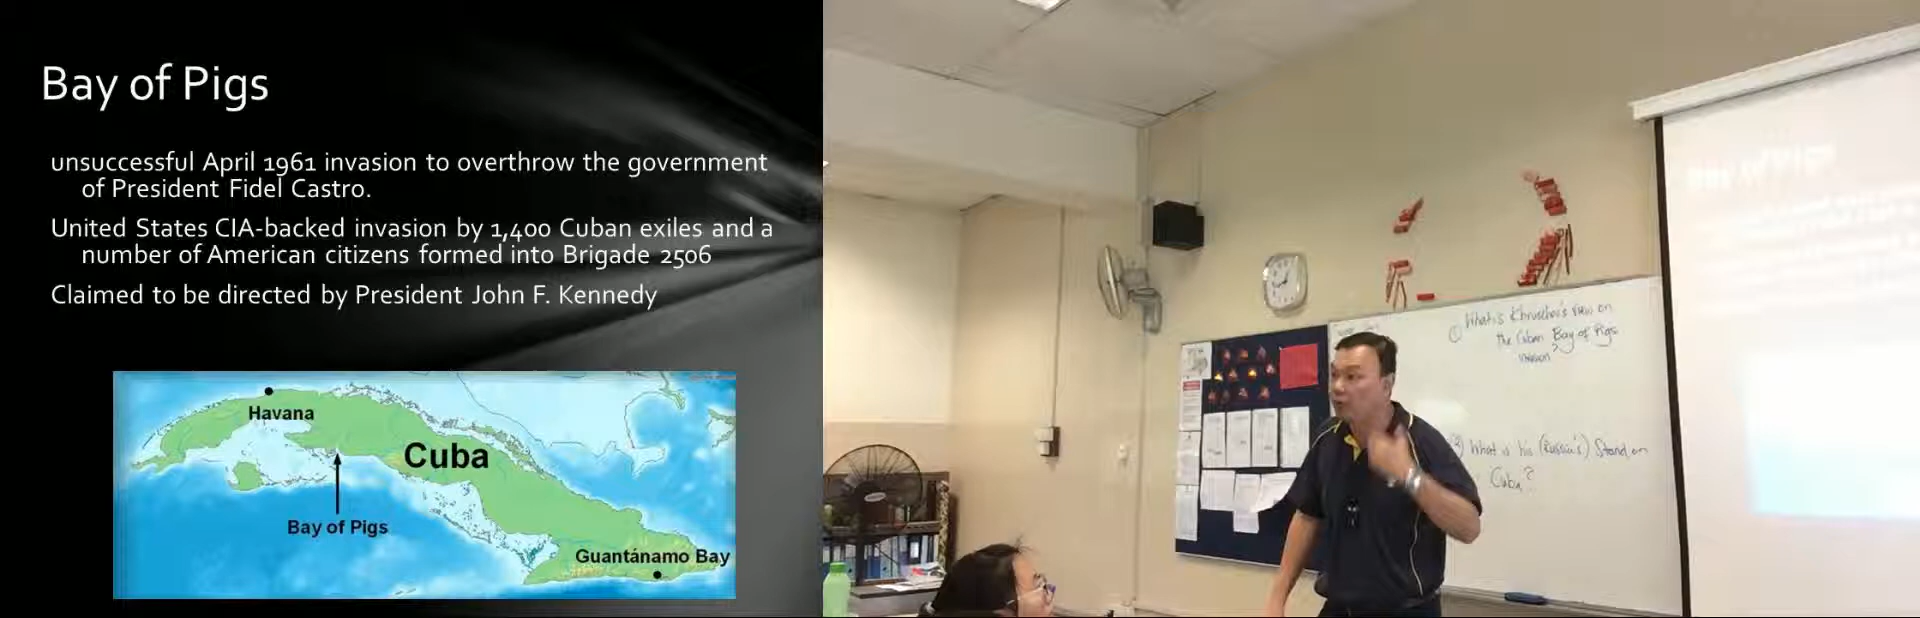 Bay of Pigs
unsuccessful April 1961 invasion to overthrow the government
of President Fidel Castro.
United States CIA-backed invasion by 1,400 Cuban exiles and a
number of American citizens formed into Brigade 2506
Claimed to be directed by President John F. Kennedy
Havana
Cuba
Bay of Pigs
Guantánamo Bay
① What is Khruschev's view on
the Cuban Bay of Pigs
invasion?
② What is his (Russia's) Stand on
Cuba?